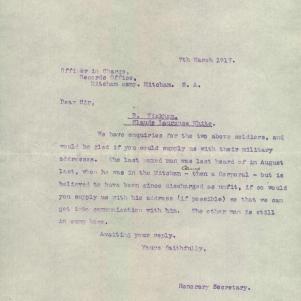 7th March 1917.
Officer in Charge,
Records Office,
Mitcham camp. Mitcham. S. A.
Dear Sir,
Claude Laurance White.
We have enquiries for the two above soldiers, and
would be glad if you could supply us with their military
addresses. The last named man was last heard of in August
Camp
last, when he was in the Mitcham - then a Corporal - but is
believed to have been since discharged as unfit, if so would
you supply us with his address (if possible) so that we can
get into communication with him. The other man is still
in camp here.
Awaiting your reply.
Yours faithfully.
Honorary Secretary.